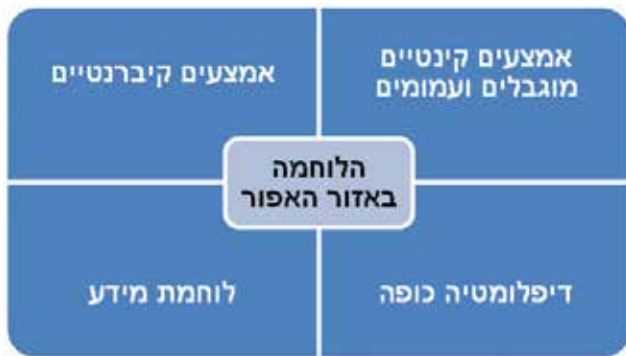 אמצעים קינטיים
מוגבלים ועמומים
אמצעים קיברנטיים
הלוחמה
באזור האפור
דיפלומטיה כופה
לוחמת מידע